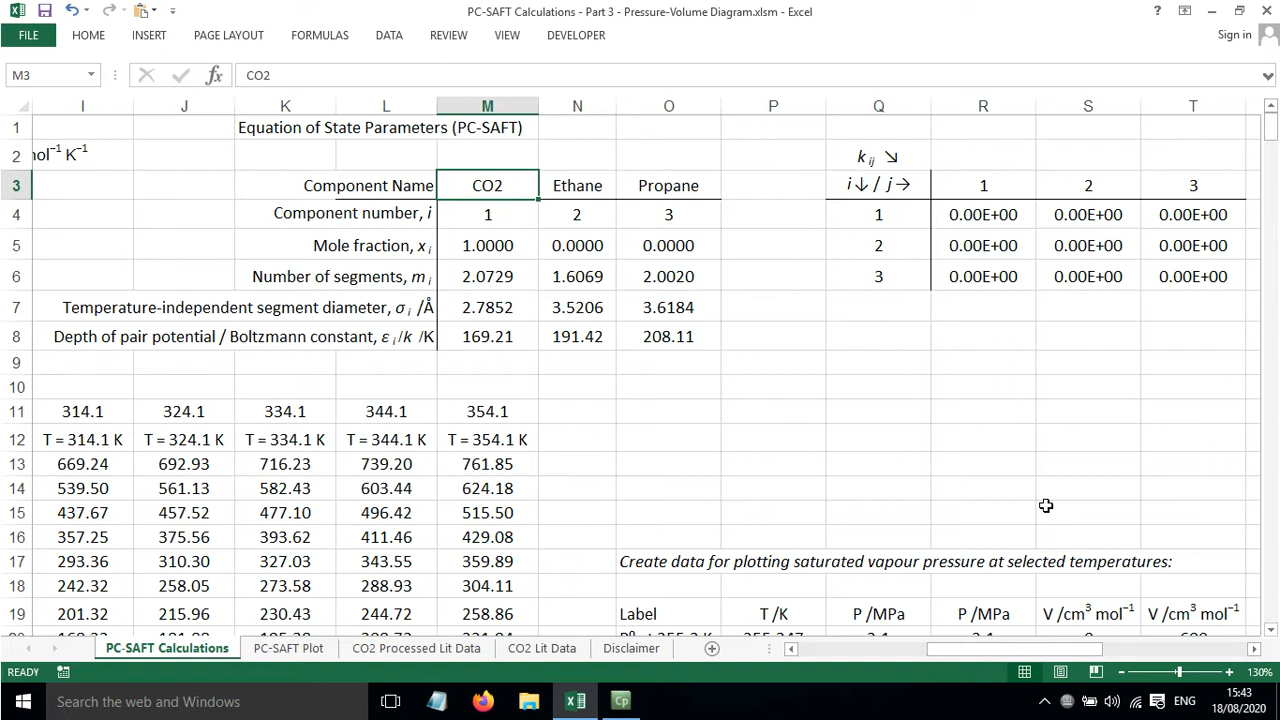 PC-SAFT Calculations - Part 3 - Pressure-Volume Diagram.xlsm - Excel
FILE HOME INSERT PAGE LAYOUT FORMULAS DATA REVIEW VIEW DEVELOPER Sign in
M3 fx CO2
I J K L M N O P Q R S T
1 Equation of State Parameters (PC-SAFT)
2 mol⁻¹ K⁻¹ k ij ↘
3 Component Name CO2 Ethane Propane i ↓ / j → 1 2 3
4 Component number, i 1 2 3 1 0.00E+00 0.00E+00 0.00E+00
5 Mole fraction, x i 1.0000 0.0000 0.0000 2 0.00E+00 0.00E+00 0.00E+00
6 Number of segments, m i 2.0729 1.6069 2.0020 3 0.00E+00 0.00E+00 0.00E+00
7 Temperature-independent segment diameter, σ i /Å 2.7852 3.5206 3.6184
8 Depth of pair potential / Boltzmann constant, ε i /k /K 169.21 191.42 208.11
9
10
11 314.1 324.1 334.1 344.1 354.1
12 T = 314.1 K T = 324.1 K T = 334.1 K T = 344.1 K T = 354.1 K
13 669.24 692.93 716.23 739.20 761.85
14 539.50 561.13 582.43 603.44 624.18
15 437.67 457.52 477.10 496.42 515.50
16 357.25 375.56 393.62 411.46 429.08
17 293.36 310.30 327.03 343.55 359.89 Create data for plotting saturated vapour pressure at selected temperatures:
18 242.32 258.05 273.58 288.93 304.11
19 201.32 215.96 230.43 244.72 258.86 Label T /K P /MPa P /MPa V /cm³ mol⁻¹ V /cm³ mol⁻¹
PC-SAFT Calculations PC-SAFT Plot CO2 Processed Lit Data CO2 Lit Data Disclaimer
READY 130%
Search the web and Windows Cp ENG 15:43
18/08/2020